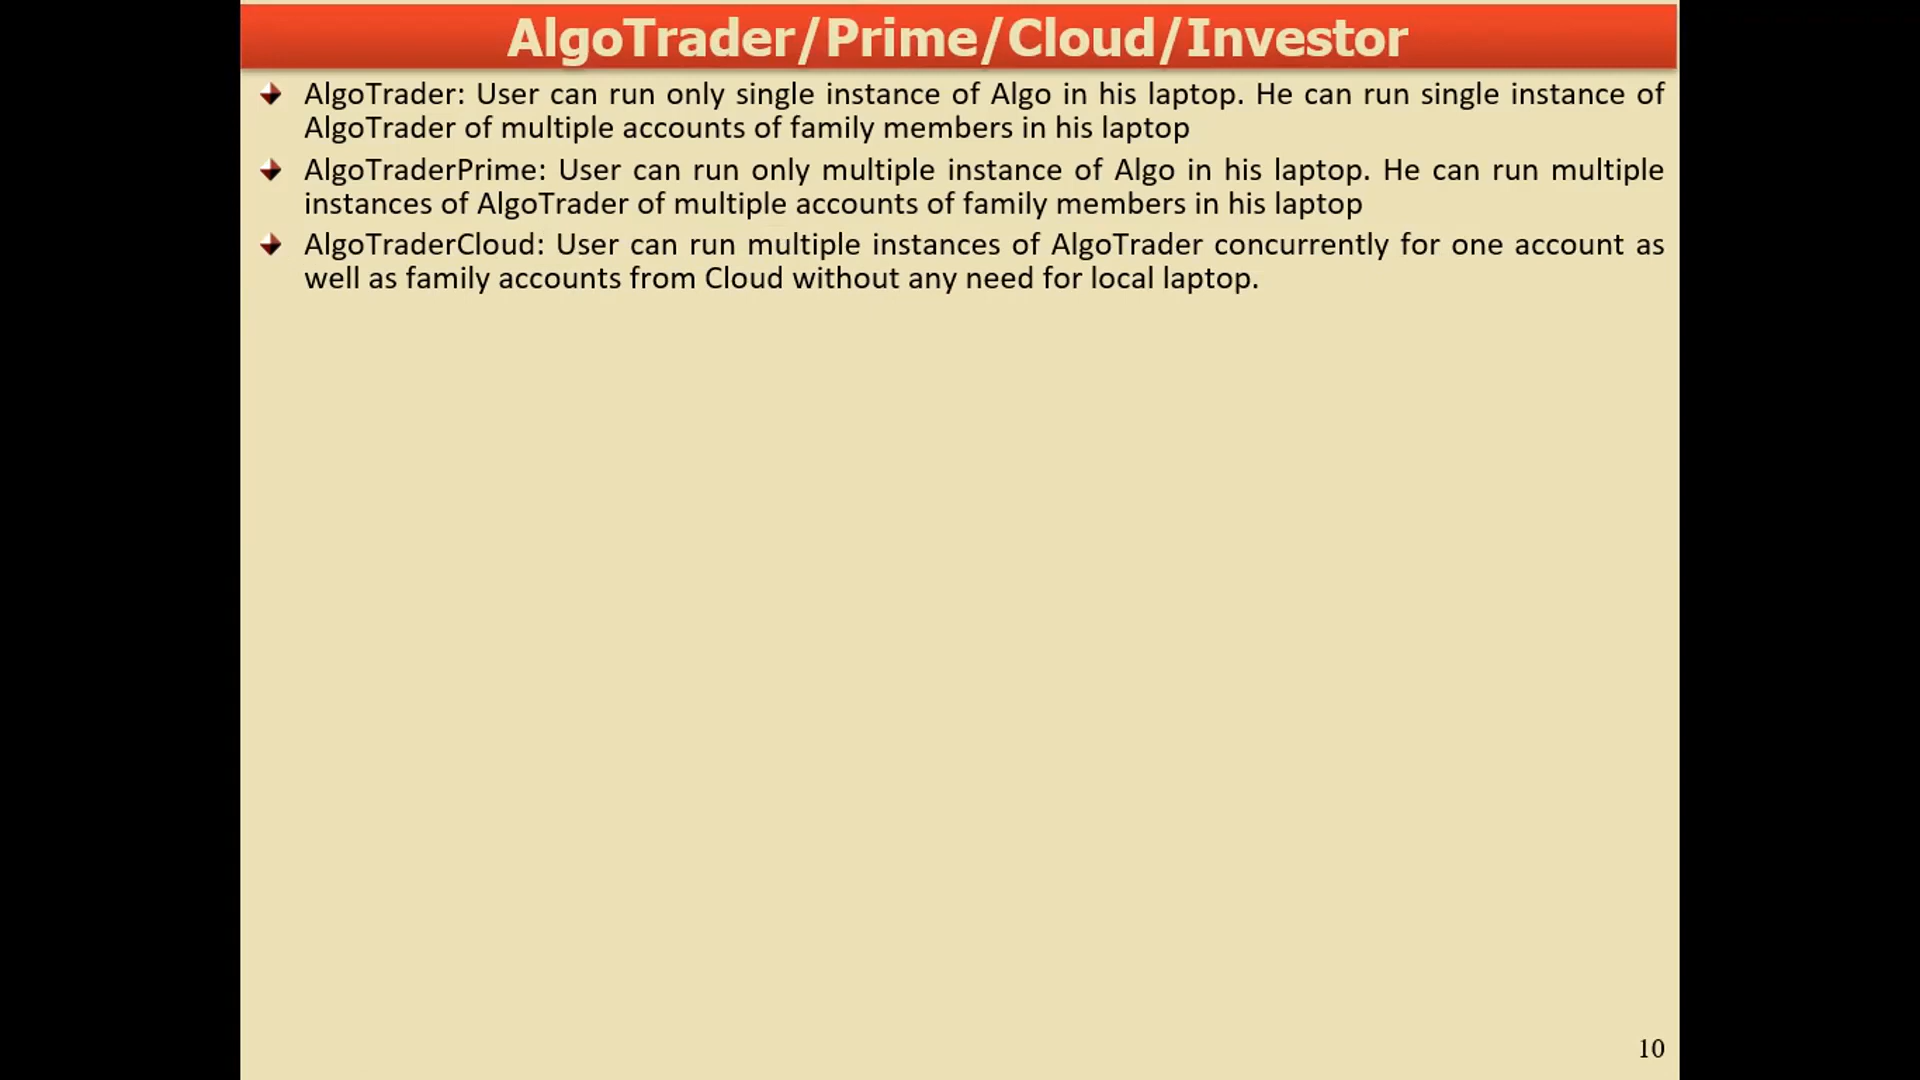 AlgoTrader/Prime/Cloud/Investor
AlgoTrader: User can run only single instance of Algo in his laptop. He can run single instance of
AlgoTrader of multiple accounts of family members in his laptop
AlgoTraderPrime: User can run only multiple instance of Algo in his laptop. He can run multiple
instances of AlgoTrader of multiple accounts of family members in his laptop
AlgoTraderCloud: User can run multiple instances of AlgoTrader concurrently for one account as
well as family accounts from Cloud without any need for local laptop.
10